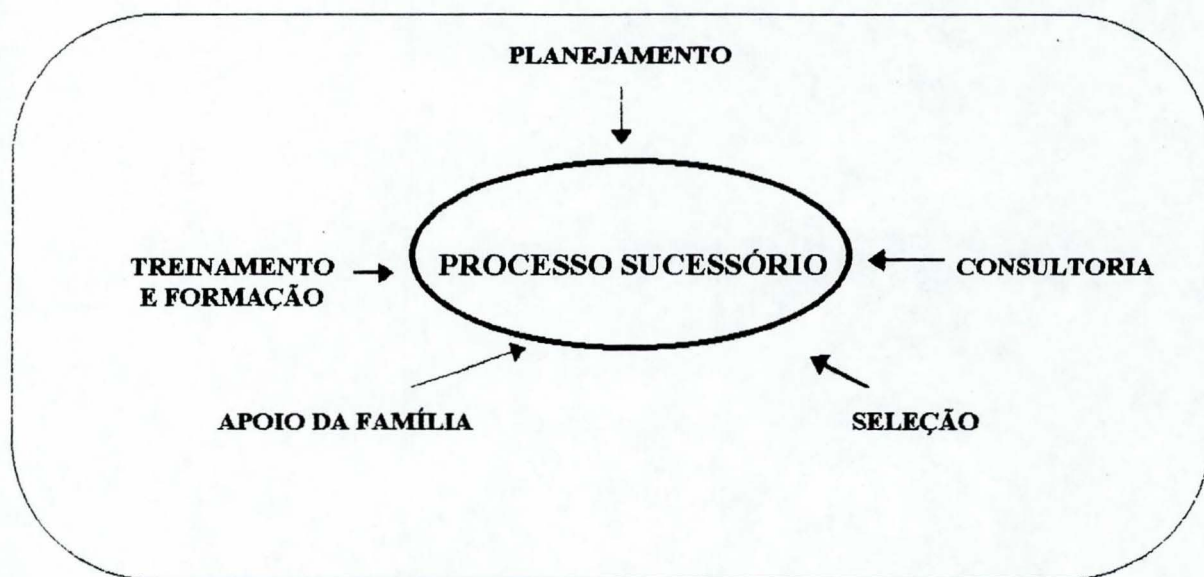 PLANEJAMENTO
TREINAMENTO
E FORMAÇÃO
PROCESSO SUCESSÓRIO
CONSULTORIA
APOIO DA FAMÍLIA
SELEÇÃO